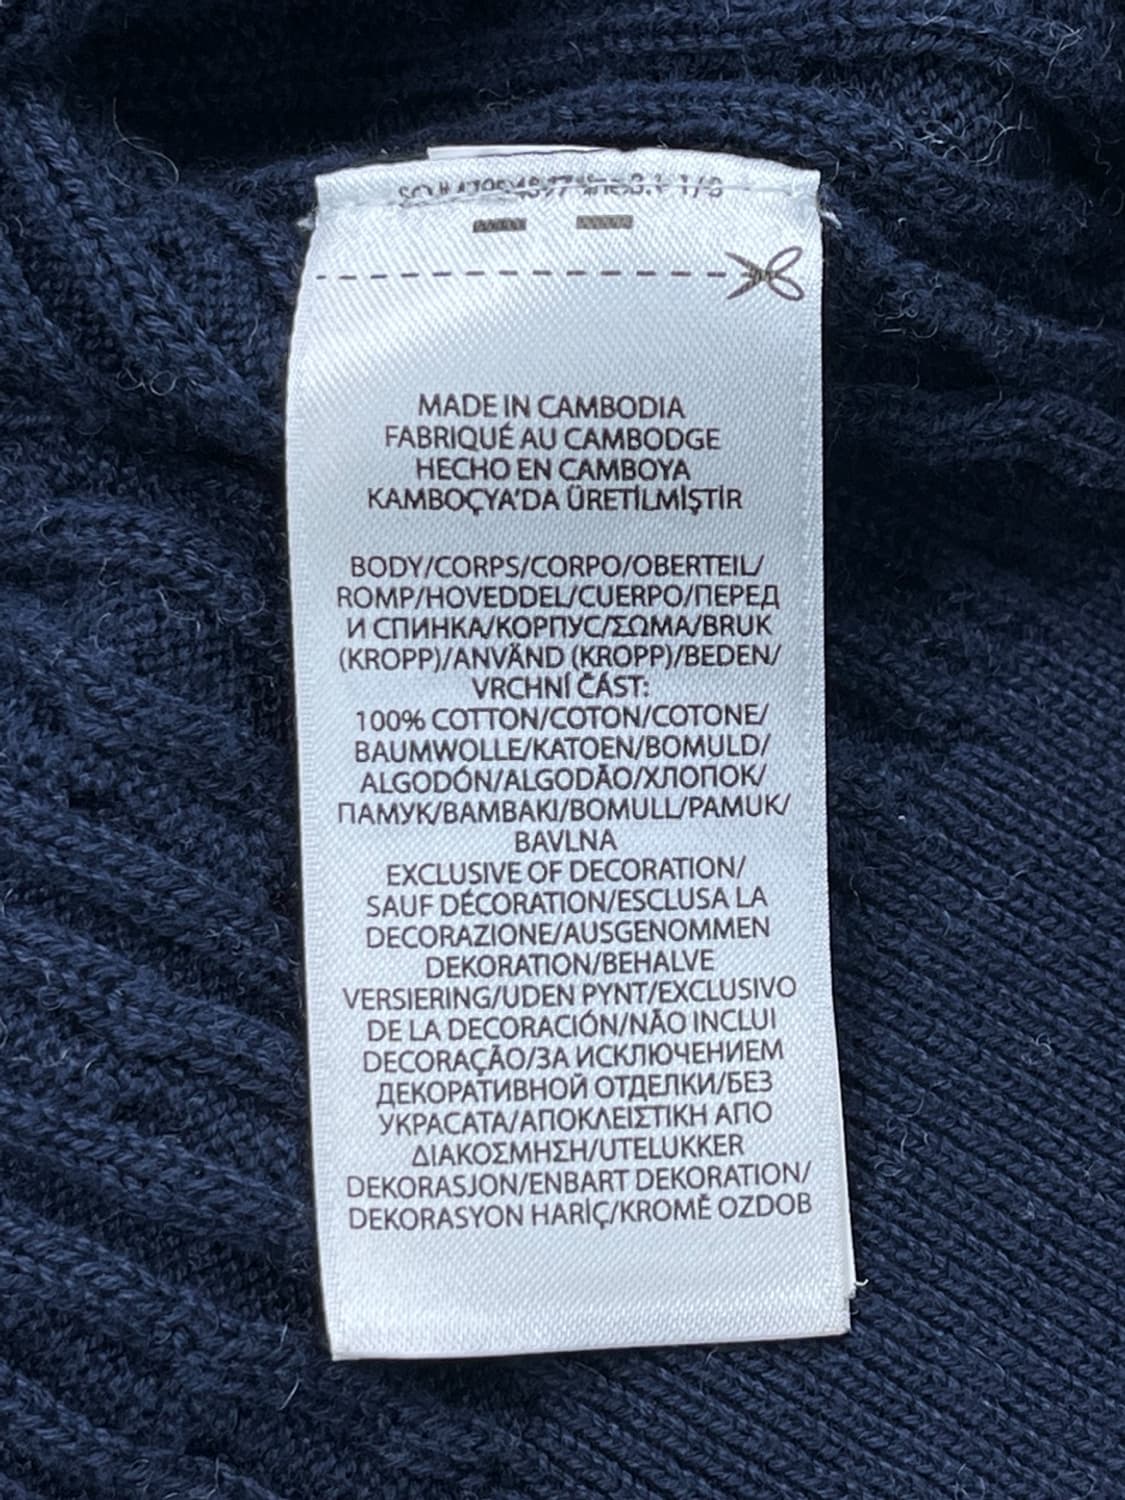 MADE IN CAMBODIA
FABRIQUÉ AU CAMBODGE
HECHO EN CAMBOYA
KAMBOÇYA'DA ÜRETİLMİŞTİR
BODY/CORPS/CORPO/OBERTEIL/
ROMP/HOVEDDEL/CUERPO/ПЕРЕД
И СПИНКА/КОРПУС/ΣΩΜΑ/BRUK
(KROPP)/ANVÄND (KROPP)/BEDEN/
VRCHNÍ ČÁST:
100% COTTON/COTON/COTONE/
BAUMWOLLE/KATOEN/BOMULD/
ALGODÓN/ALGODÃO/ХЛОПОК/
ПАМУК/ΒΑΜΒΑΚΙ/BOMULL/PAMUK/
BAVLNA
EXCLUSIVE OF DECORATION/
SAUF DÉCORATION/ESCLUSA LA
DECORAZIONE/AUSGENOMMEN
DEKORATION/BEHALVE
VERSIERING/UDEN PYNT/EXCLUSIVO
DE LA DECORACIÓN/NÃO INCLUI
DECORAÇÃO/ЗА ИСКЛЮЧЕНИЕМ
ДЕКОРАТИВНОЙ ОТДЕЛКИ/БЕЗ
УКРАСАТА/ΑΠΟΚΛΕΙΣΤΙΚΗ ΑΠΟ
ΔΙΑΚΟΣΜΗΣΗ/UTELUKKER
DEKORASJON/ENBART DEKORATION/
DEKORASYON HARİÇ/KROMĚ OZDOB